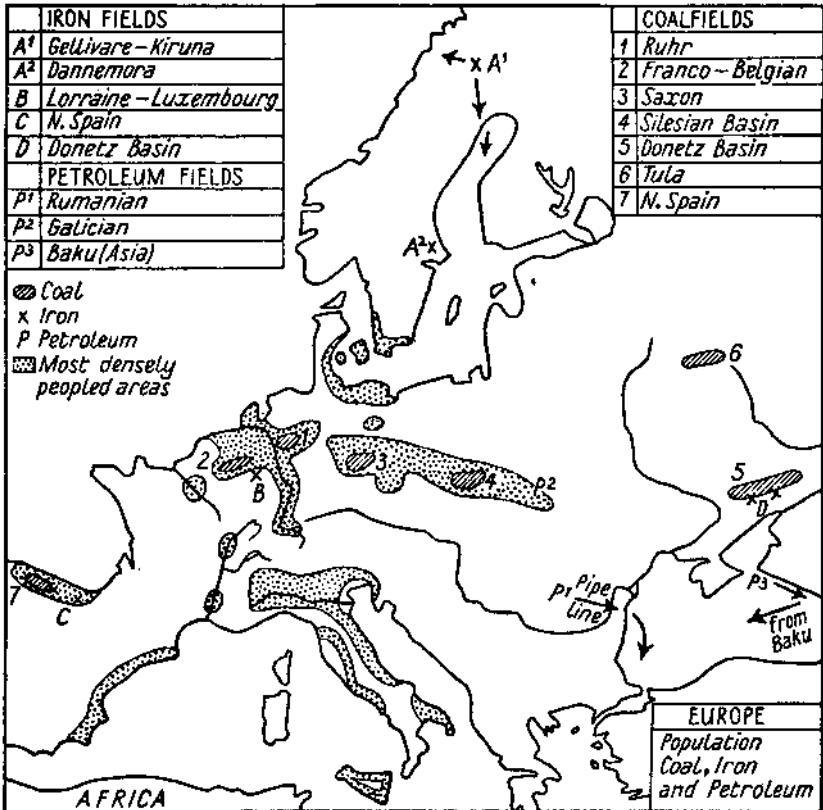 IRON FIELDS
A¹ Gellivare-Kiruna
A² Dannemora
B Lorraine-Luxembourg
C N. Spain
D Donetz Basin
PETROLEUM FIELDS
P¹ Rumanian
P² Galician
P³ Baku (Asia)
Coal
x Iron
P Petroleum
Most densely
peopled areas
COALFIELDS
1 Ruhr
2 Franco-Belgian
3 Saxon
4 Silesian Basin
5 Donetz Basin
6 Tula
7 N. Spain
x A¹
A² x
6
1
2
3
B
4
P2
5
D
7
C
P1 Pipe
line
P3
from
Baku
AFRICA
EUROPE
Population
Coal, Iron
and Petroleum